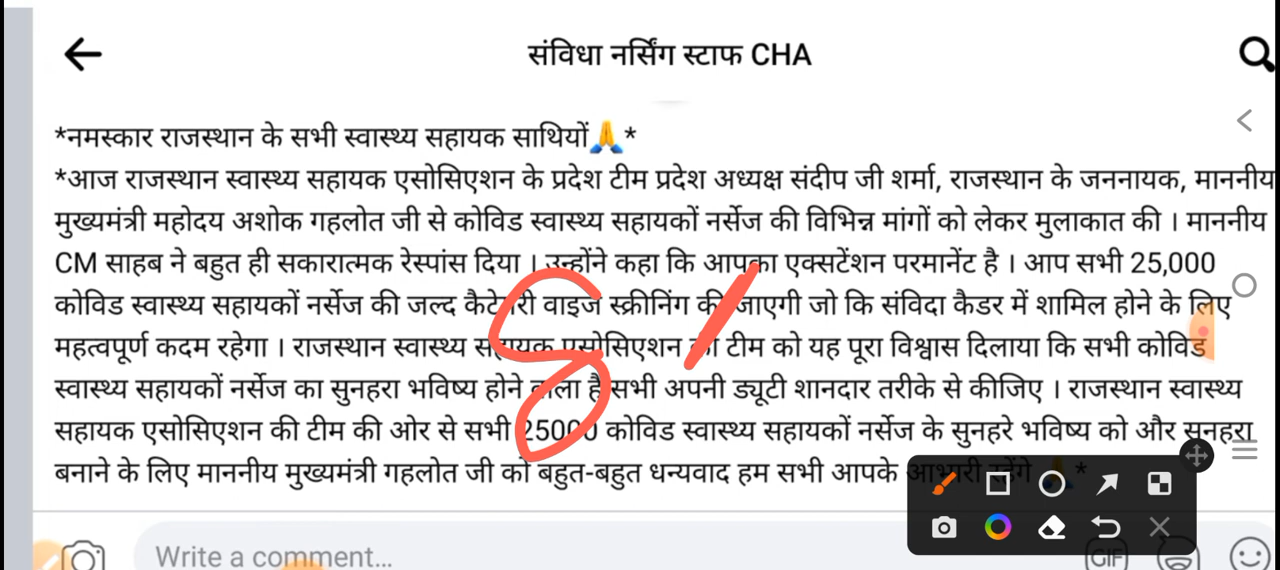 संविधा नर्सिंग स्टाफ CHA
*नमस्कार राजस्थान के सभी स्वास्थ्य सहायक साथियों🙏*
*आज राजस्थान स्वास्थ्य सहायक एसोसिएशन के प्रदेश टीम प्रदेश अध्यक्ष संदीप जी शर्मा, राजस्थान के जननायक, माननीय
मुख्यमंत्री महोदय अशोक गहलोत जी से कोविड स्वास्थ्य सहायकों नर्सेज की विभिन्न मांगों को लेकर मुलाकात की । माननीय
CM साहब ने बहुत ही सकारात्मक रेस्पांस दिया । उन्होंने कहा कि आपका एक्सटेंशन परमानेंट है । आप सभी 25,000
कोविड स्वास्थ्य सहायकों नर्सेज की जल्द कैटेगरी वाइज स्क्रीनिंग की जाएगी जो कि संविदा कैडर में शामिल होने के लिए
महत्वपूर्ण कदम रहेगा । राजस्थान स्वास्थ्य सहायक एसोसिएशन की टीम को यह पूरा विश्वास दिलाया कि सभी कोविड
स्वास्थ्य सहायकों नर्सेज का सुनहरा भविष्य होने वाला है सभी अपनी ड्यूटी शानदार तरीके से कीजिए । राजस्थान स्वास्थ्य
सहायक एसोसिएशन की टीम की ओर से सभी 25000 कोविड स्वास्थ्य सहायकों नर्सेज के सुनहरे भविष्य को और सुनहरा
बनाने के लिए माननीय मुख्यमंत्री गहलोत जी को बहुत-बहुत धन्यवाद हम सभी आपके आभारी रहेंगे 🙏*
Write a comment...
GIF